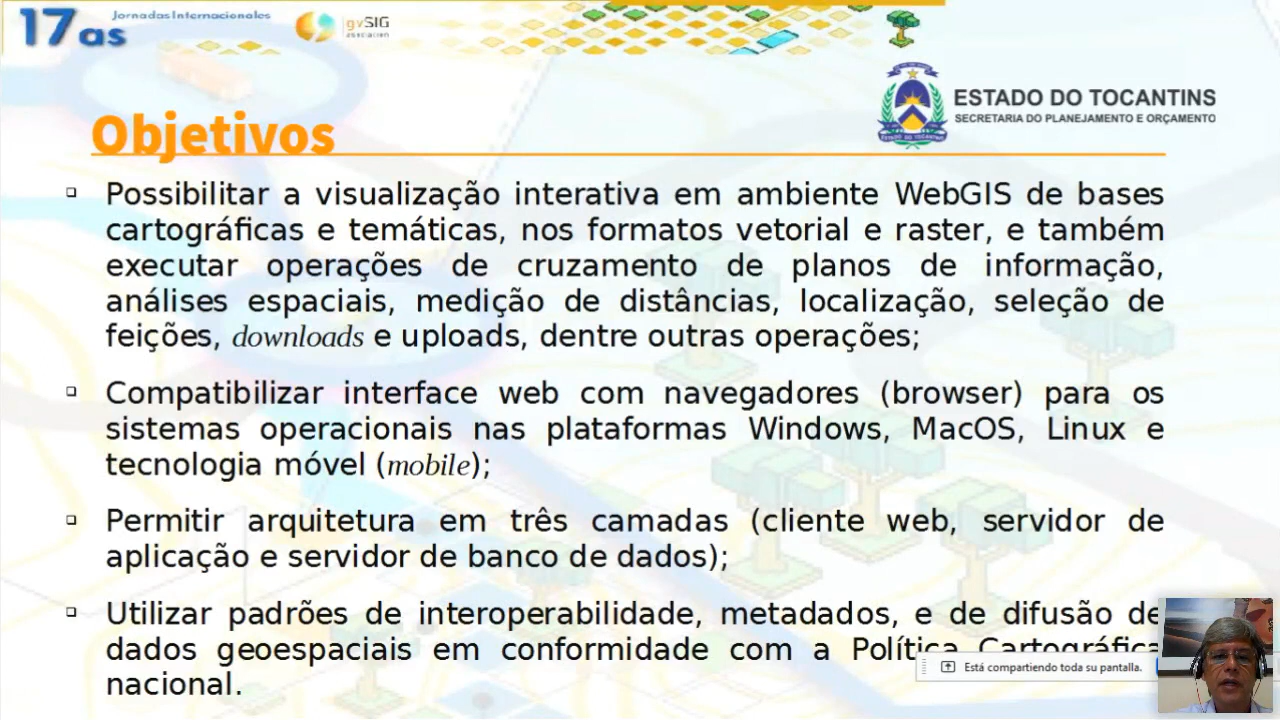 17as Jornadas Internacionales
gvSIG
association
ESTADO DO TOCANTINS
SECRETARIA DO PLANEJAMENTO E ORÇAMENTO
Objetivos
Possibilitar a visualização interativa em ambiente WebGIS de bases
cartográficas e temáticas, nos formatos vetorial e raster, e também
executar operações de cruzamento de planos de informação,
análises espaciais, medição de distâncias, localização, seleção de
feições, downloads e uploads, dentre outras operações;
Compatibilizar interface web com navegadores (browser) para os
sistemas operacionais nas plataformas Windows, MacOS, Linux e
tecnologia móvel (mobile);
Permitir arquitetura em três camadas (cliente web, servidor de
aplicação e servidor de banco de dados);
Utilizar padrões de interoperabilidade, metadados, e de difusão de
dados geoespaciais em conformidade com a Política Cartográfica
nacional.
Está compartiendo toda su pantalla.